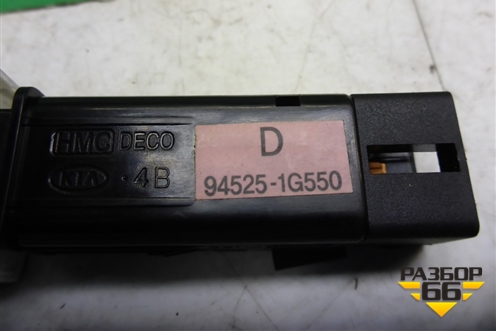 HMC DECO
KIA -4B
D
94525-1G550
РАЗБОР
66